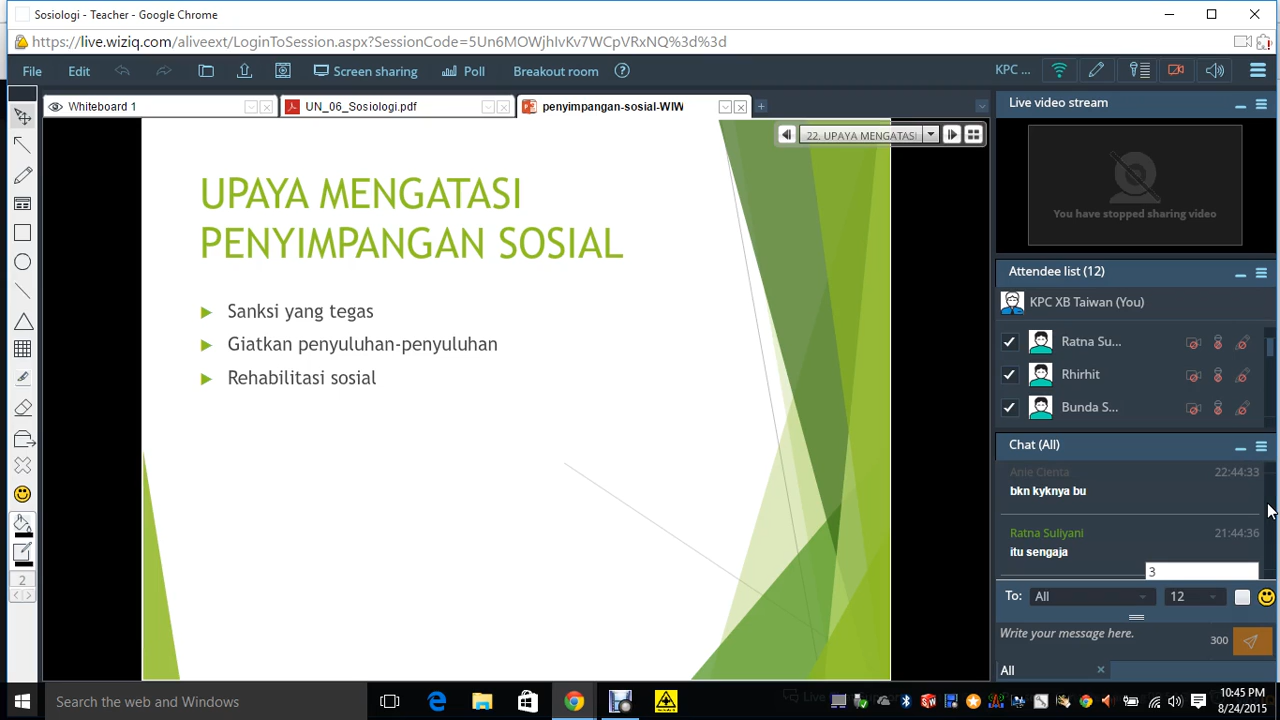 Sosiologi - Teacher - Google Chrome
https://live.wiziq.com/aliveext/LoginToSession.aspx?SessionCode=5Un6MOWjhIvKv7WCpVRxNQ%3d%3d
File Edit Screen sharing Poll Breakout room ? KPC ...
Whiteboard 1 UN_06_Sosiologi.pdf penyimpangan-sosial-WIW
22. UPAYA MENGATASI
UPAYA MENGATASI
PENYIMPANGAN SOSIAL
Sanksi yang tegas
Giatkan penyuluhan-penyuluhan
Rehabilitasi sosial
2
Live video stream
You have stopped sharing video
Attendee list (12)
KPC XB Taiwan (You)
Ratna Su...
Rhirhit
Bunda S...
Chat (All)
Anie Clenta 22:44:33
bkn kyknya bu
Ratna Suliyani 21:44:36
itu sengaja
3
To: All 12
Write your message here. 300
All
Search the web and Windows
10:45 PM
8/24/2015